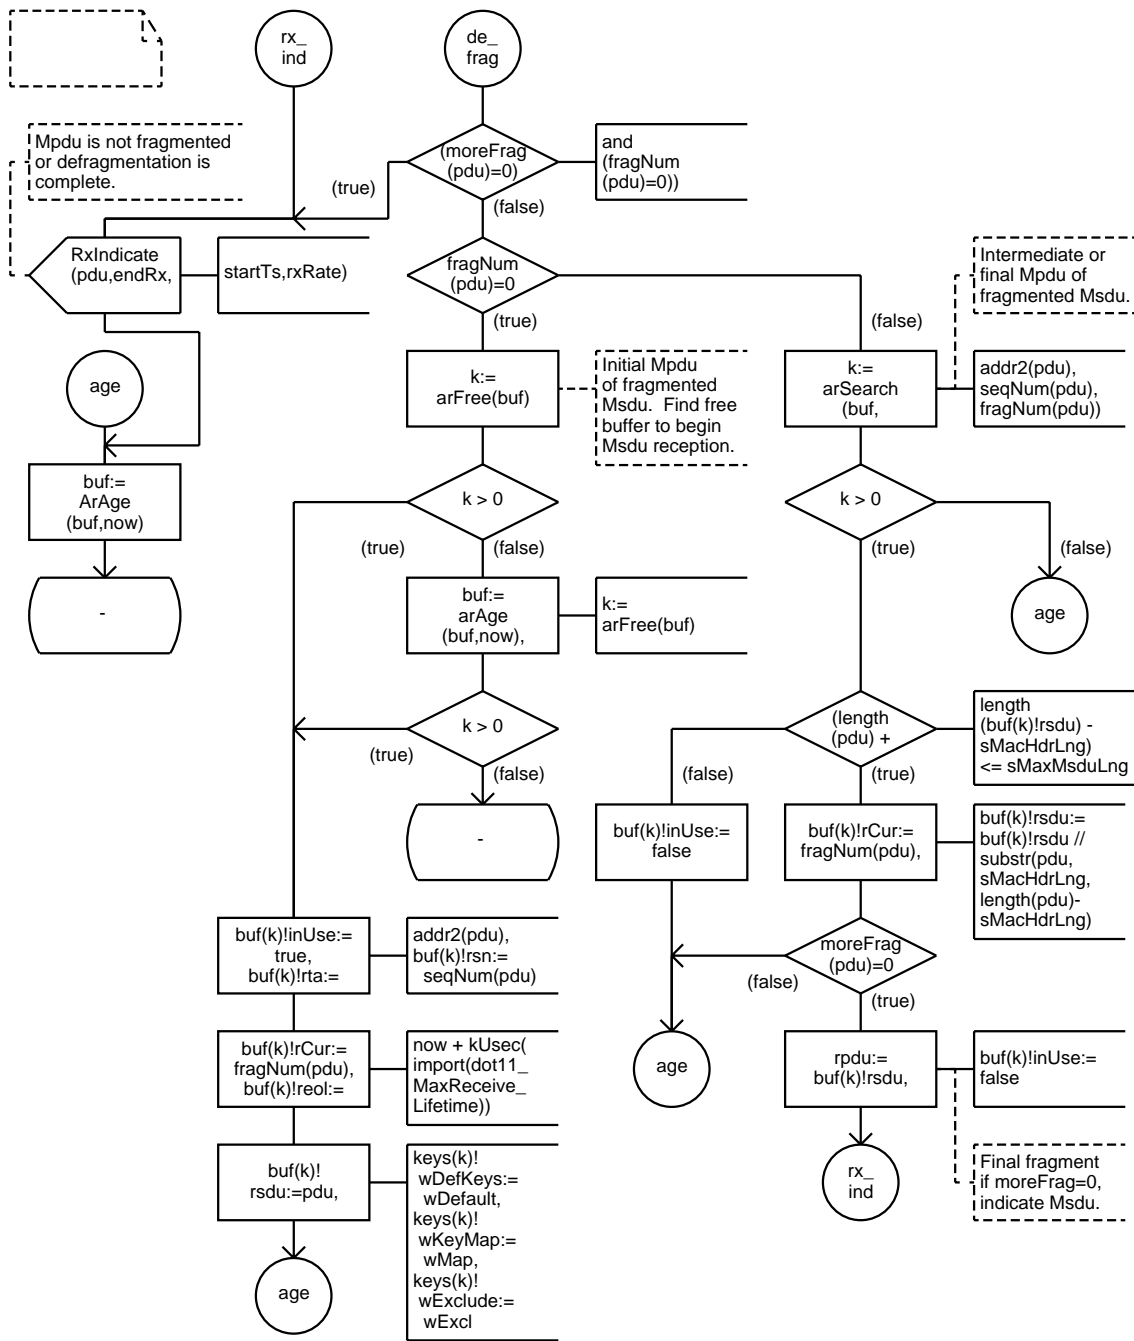 rx_
ind
de_
frag
Mpdu is not fragmented
or defragmentation is
complete.
(moreFrag
(pdu)=0)
and
(fragNum
(pdu)=0))
(true)
(false)
RxIndicate
(pdu,endRx,
startTs,rxRate)
fragNum
(pdu)=0
Intermediate or
final Mpdu of
fragmented Msdu.
(true)
(false)
age
k:=
arFree(buf)
Initial Mpdu
of fragmented
Msdu. Find free
buffer to begin
Msdu reception.
k:=
arSearch
(buf,
addr2(pdu),
seqNum(pdu),
fragNum(pdu))
buf:=
ArAge
(buf,now)
k > 0
k > 0
(true)
(false)
(true)
(false)
-
buf:=
arAge
(buf,now),
k:=
arFree(buf)
age
k > 0
(length
(pdu) +
length
(buf(k)!rsdu) -
sMacHdrLng)
<= sMaxMsduLng
(true)
(false)
(false)
(true)
-
buf(k)!inUse:=
false
buf(k)!rCur:=
fragNum(pdu),
buf(k)!rsdu:=
buf(k)!rsdu //
substr(pdu,
sMacHdrLng,
length(pdu)-
sMacHdrLng)
buf(k)!inUse:=
true,
buf(k)!rta:=
addr2(pdu),
buf(k)!rsn:=
seqNum(pdu)
moreFrag
(pdu)=0
(false)
(true)
buf(k)!rCur:=
fragNum(pdu),
buf(k)!reol:=
now + kUsec(
import(dot11_
MaxReceive_
Lifetime))
age
rpdu:=
buf(k)!rsdu,
buf(k)!inUse:=
false
buf(k)!
rsdu:=pdu,
keys(k)!
wDefKeys:=
wDefault,
keys(k)!
wKeyMap:=
wMap,
keys(k)!
wExclude:=
wExcl
rx_
ind
Final fragment
if moreFrag=0,
indicate Msdu.
age